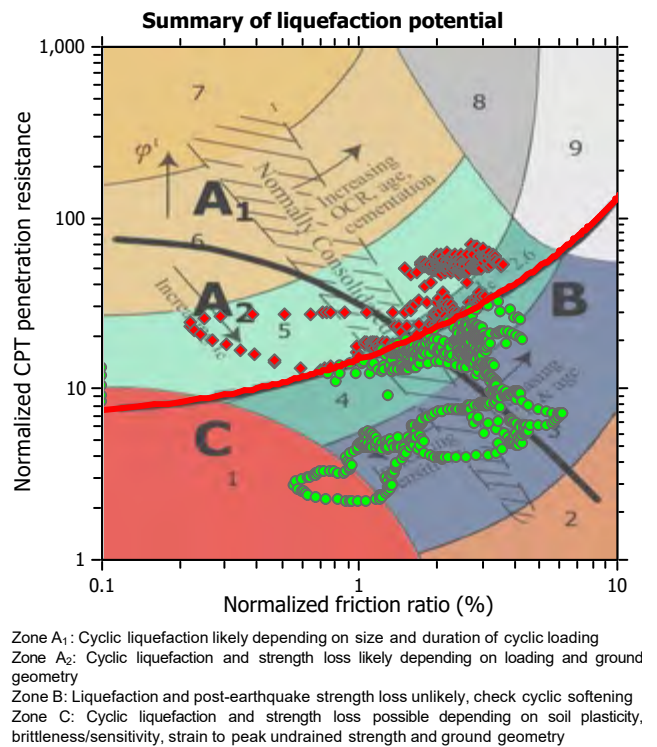 Summary of liquefaction potential
1,000
100
10
1
Normalized CPT penetration resistance
7
8
9
φ'
A1
Increasing
OCR, age,
cementation
Normally Consolidated
6
A2
5
2.6
B
4
C
1
3
2
0.1
1
10
Normalized friction ratio (%)
Zone A1: Cyclic liquefaction likely depending on size and duration of cyclic loading
Zone A2: Cyclic liquefaction and strength loss likely depending on loading and ground
geometry
Zone B: Liquefaction and post-earthquake strength loss unlikely, check cyclic softening
Zone C: Cyclic liquefaction and strength loss possible depending on soil plasticity,
brittleness/sensitivity, strain to peak undrained strength and ground geometry